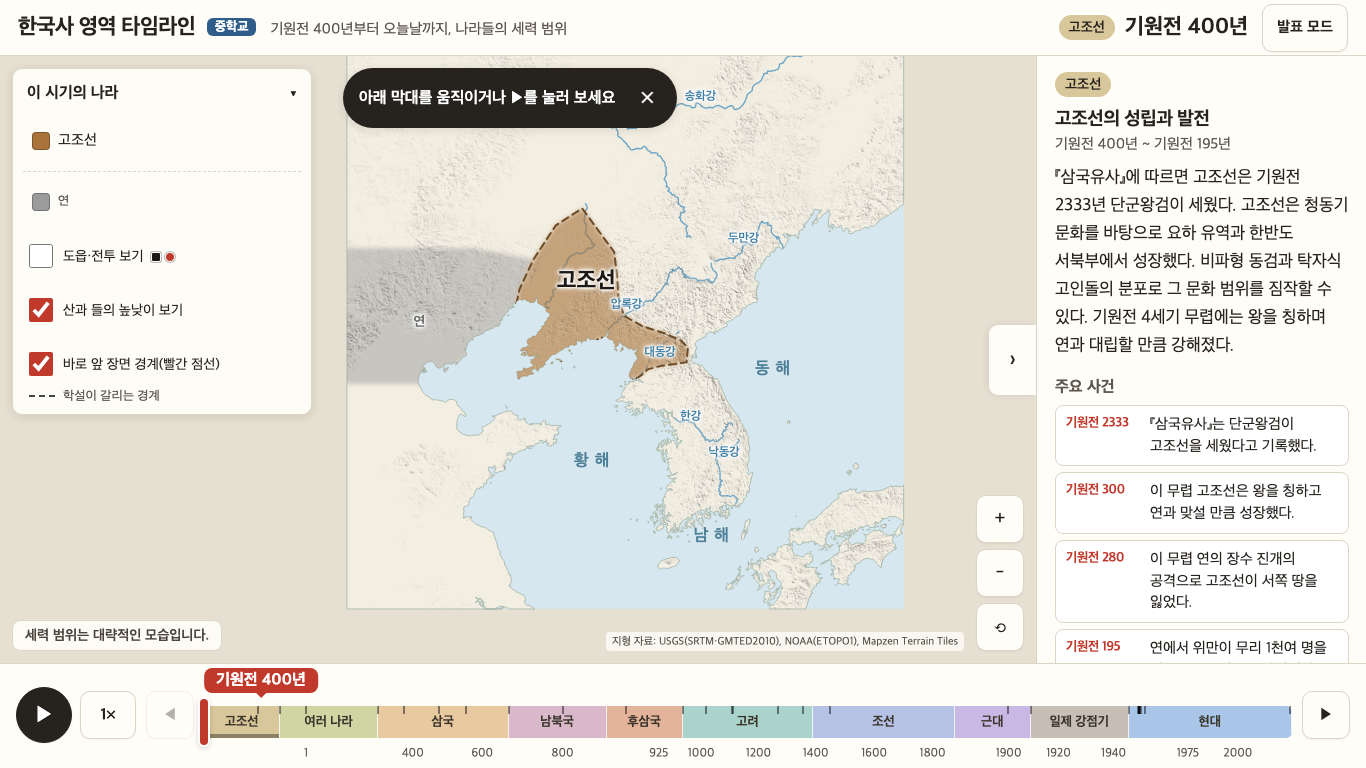 한국사 영역 타임라인
중학교
기원전 400년부터 오늘날까지, 나라들의 세력 범위
고조선
기원전 400년
발표 모드
이 시기의 나라 ▾
고조선
연
도읍·전투 보기
산과 들의 높낮이 보기
바로 앞 장면 경계(빨간 점선)
학설이 갈리는 경계
아래 막대를 움직이거나 ▶를 눌러 보세요 ✕
송화강
두만강
고조선
압록강
연
대동강
동 해
한강
낙동강
황 해
남 해
›
+
−
⟲
세력 범위는 대략적인 모습입니다.
지형 자료: USGS(SRTM·GMTED2010), NOAA(ETOPO1), Mapzen Terrain Tiles
고조선
고조선의 성립과 발전
기원전 400년 ~ 기원전 195년
『삼국유사』에 따르면 고조선은 기원전
2333년 단군왕검이 세웠다. 고조선은 청동기
문화를 바탕으로 요하 유역과 한반도
서북부에서 성장했다. 비파형 동검과 탁자식
고인돌의 분포로 그 문화 범위를 짐작할 수
있다. 기원전 4세기 무렵에는 왕을 칭하며
연과 대립할 만큼 강해졌다.
주요 사건
기원전 2333 『삼국유사』는 단군왕검이
고조선을 세웠다고 기록했다.
기원전 300 이 무렵 고조선은 왕을 칭하고
연과 맞설 만큼 성장했다.
기원전 280 이 무렵 연의 장수 진개의
공격으로 고조선이 서쪽 땅을
잃었다.
기원전 195 연에서 위만이 무리 1천여 명을
기원전 400년
▶ 1× ◀
고조선 여러 나라 삼국 남북국 후삼국 고려 조선 근대 일제 강점기 현대
▶
1 400 600 800 925 1000 1200 1400 1600 1800 1900 1920 1940 1975 2000